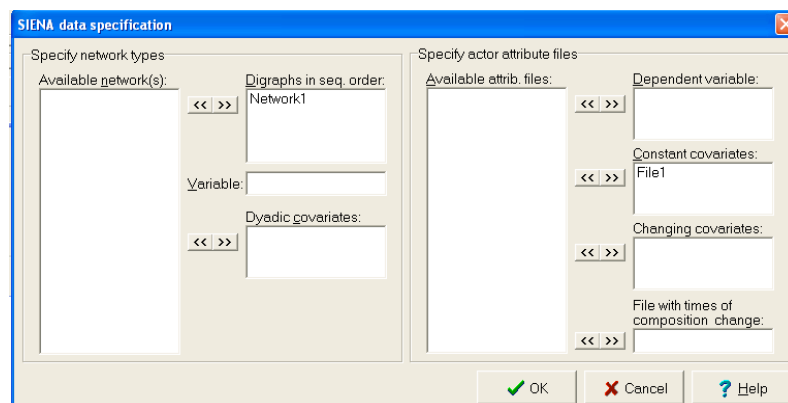 SIENA data specification
Specify network types
Available network(s):
Digraphs in seq. order:
<< >>
Network1
Variable:
Dyadic covariates:
<< >>
Specify actor attribute files
Available attrib. files:
Dependent variable:
<< >>
Constant covariates:
<< >>
File1
Changing covariates:
<< >>
File with times of
composition change:
<< >>
OK
Cancel
? Help